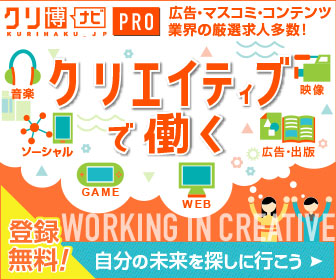 クリ博ナビ
KURIHAKU_JP
PRO
広告・マスコミ・コンテンツ
業界の厳選求人多数!
音楽
映像
クリエイティブ
で働く
ソーシャル
広告・出版
GAME
WEB
WORKING IN CREATIVE
登録
無料!
自分の未来を探しに行こう